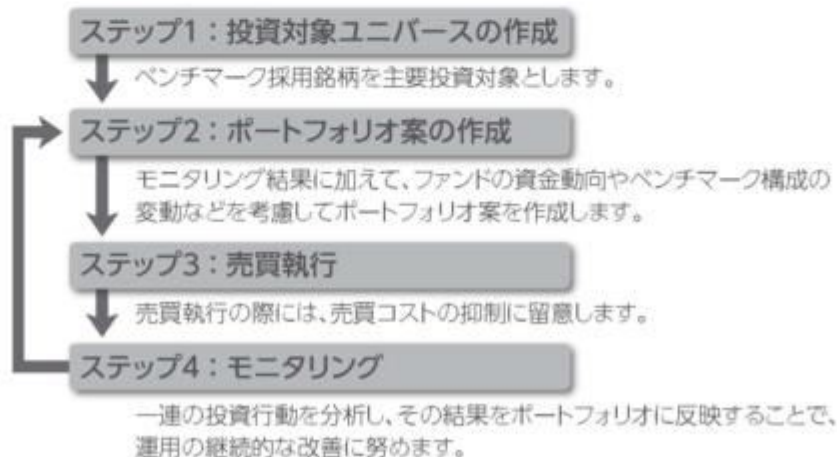 ステップ1：投資対象ユニバースの作成
ベンチマーク採用銘柄を主要投資対象とします。
ステップ2：ポートフォリオ案の作成
モニタリング結果に加えて、ファンドの資金動向やベンチマーク構成の
変動などを考慮してポートフォリオ案を作成します。
ステップ3：売買執行
売買執行の際には、売買コストの抑制に留意します。
ステップ4：モニタリング
一連の投資行動を分析し、その結果をポートフォリオに反映することで、
運用の継続的な改善に努めます。